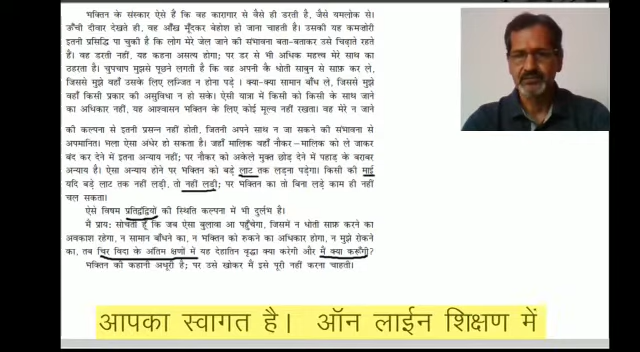 भक्तिन के संस्कार ऐसे हैं कि वह कारागार से वैसे ही डरती है, जैसे यमलोक से।
ऊँची दीवार देखते ही, वह आँख मूँदकर बेहोश हो जाना चाहती है। उसकी यह कमजोरी
इतनी प्रसिद्धि पा चुकी है कि लोग मेरे जेल जाने की संभावना बता-बताकर उसे चिढ़ाते रहते
हैं। वह डरती नहीं, यह कहना असत्य होगा; पर डर से भी अधिक महत्त्व मेरे साथ का
ठहरता है। चुपचाप मुझसे पूछने लगती है कि वह अपनी कै धोती साबुन से साफ़ कर ले,
जिससे मुझे वहाँ उसके लिए लज्जित न होना पड़े। क्या-क्या सामान बाँध ले, जिससे मुझे
वहाँ किसी प्रकार की असुविधा न हो सके। ऐसी यात्रा में किसी को किसी के साथ जाने
का अधिकार नहीं, यह आश्वासन भक्तिन के लिए कोई मूल्य नहीं रखता। वह मेरे न जाने
की कल्पना से इतनी प्रसन्न नहीं होती, जितनी अपने साथ न जा सकने की संभावना से
अपमानित। भला ऐसा अंधेर हो सकता है। जहाँ मालिक वहाँ नौकर-मालिक को ले जाकर
बंद कर देने में इतना अन्याय नहीं; पर नौकर को अकेले मुक्त छोड़ देने में पहाड़ के बराबर
अन्याय है। ऐसा अन्याय होने पर भक्तिन को बड़े लाट तक लड़ना पड़ेगा। किसी की माई
यदि बड़े लाट तक नहीं लड़ी, तो नहीं लड़ी; पर भक्तिन का तो बिना लड़े काम ही नहीं
चल सकता।
ऐसे विषम प्रतिद्वंद्वियों की स्थिति कल्पना में भी दुर्लभ है।
मैं प्रायः सोचती हूँ कि जब ऐसा बुलावा आ पहुँचेगा, जिसमें न धोती साफ़ करने का
अवकाश रहेगा, न सामान बाँधने का, न भक्तिन को रुकने का अधिकार होगा, न मुझे रोकने
का, तब चिर विदा के अंतिम क्षणों में यह देहातिन वृद्धा क्या करेगी और मैं क्या करूँगी?
भक्तिन की कहानी अधूरी है; पर उसे खोकर मैं इसे पूरी नहीं करना चाहती।
आपका स्वागत है। ऑन लाईन शिक्षण में